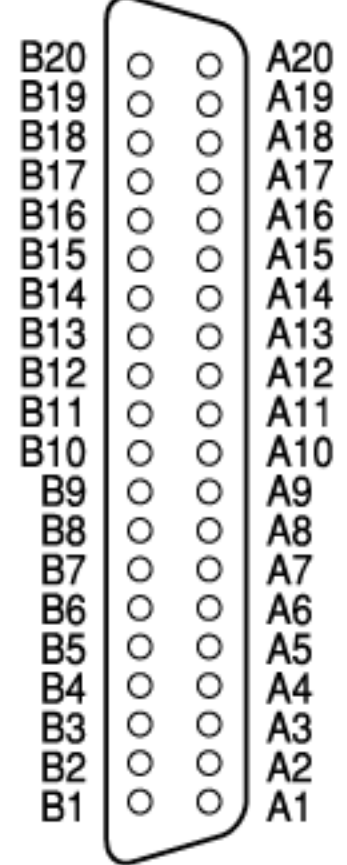 B20 A20
B19 A19
B18 A18
B17 A17
B16 A16
B15 A15
B14 A14
B13 A13
B12 A12
B11 A11
B10 A10
B9 A9
B8 A8
B7 A7
B6 A6
B5 A5
B4 A4
B3 A3
B2 A2
B1 A1